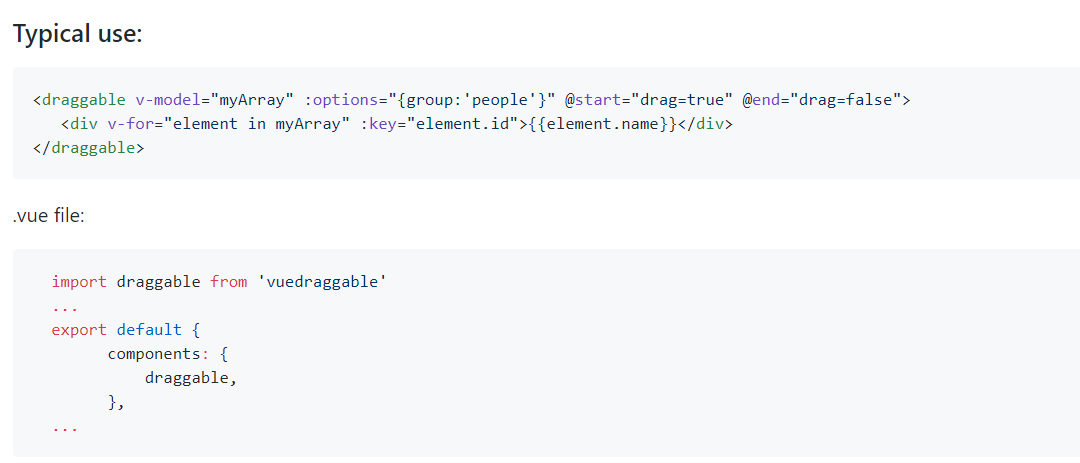 Typical use:
<draggable v-model="myArray" :options="{group:'people'}" @start="drag=true" @end="drag=false">
   <div v-for="element in myArray" :key="element.id">{{element.name}}</div>
</draggable>
.vue file:
import draggable from 'vuedraggable'
...
export default {
      components: {
          draggable,
      },
...